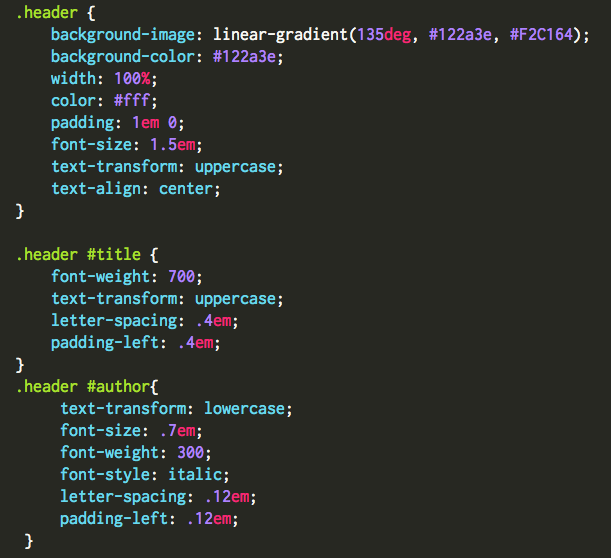 .header {
    background-image: linear-gradient(135deg, #122a3e, #F2C164);
    background-color: #122a3e;
    width: 100%;
    color: #fff;
    padding: 1em 0;
    font-size: 1.5em;
    text-transform: uppercase;
    text-align: center;
}

.header #title {
    font-weight: 700;
    text-transform: uppercase;
    letter-spacing: .4em;
    padding-left: .4em;
}
.header #author{
     text-transform: lowercase;
     font-size: .7em;
     font-weight: 300;
     font-style: italic;
     letter-spacing: .12em;
     padding-left: .12em;
 }